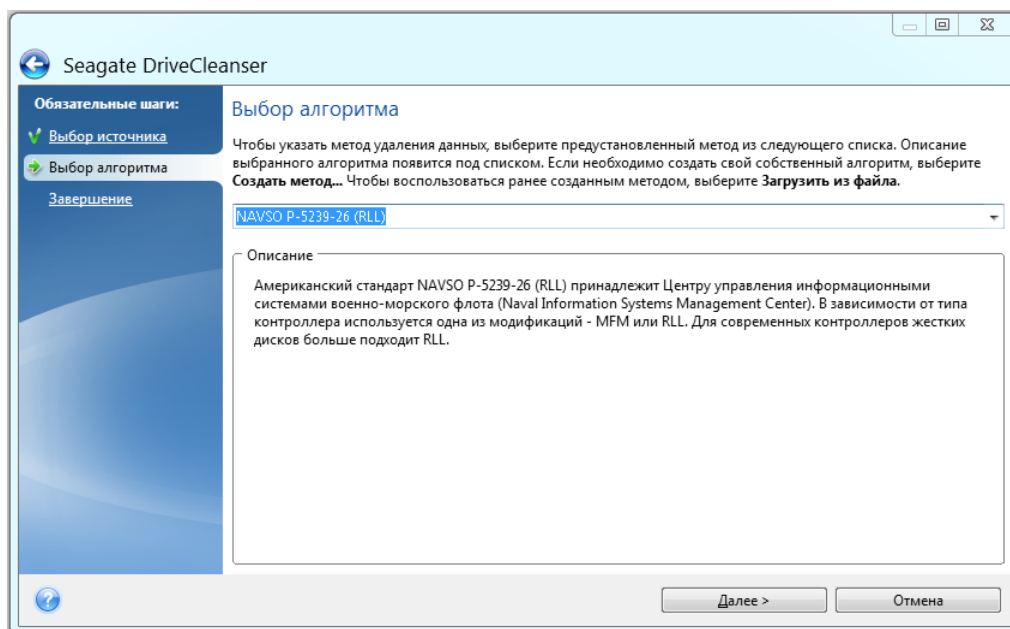 Seagate DriveCleanser
Обязательные шаги:
Выбор источника
Выбор алгоритма
Завершение
Выбор алгоритма
Чтобы указать метод удаления данных, выберите предустановленный метод из следующего списка. Описание
выбранного алгоритма появится под списком. Если необходимо создать свой собственный алгоритм, выберите
Создать метод... Чтобы воспользоваться ранее созданным методом, выберите Загрузить из файла.
NAVSO P-5239-26 (RLL)
Описание
Американский стандарт NAVSO P-5239-26 (RLL) принадлежит Центру управления информационными
системами военно-морского флота (Naval Information Systems Management Center). В зависимости от типа
контроллера используется одна из модификаций - MFM или RLL. Для современных контроллеров жестких
дисков больше подходит RLL.
?
Далее >
Отмена